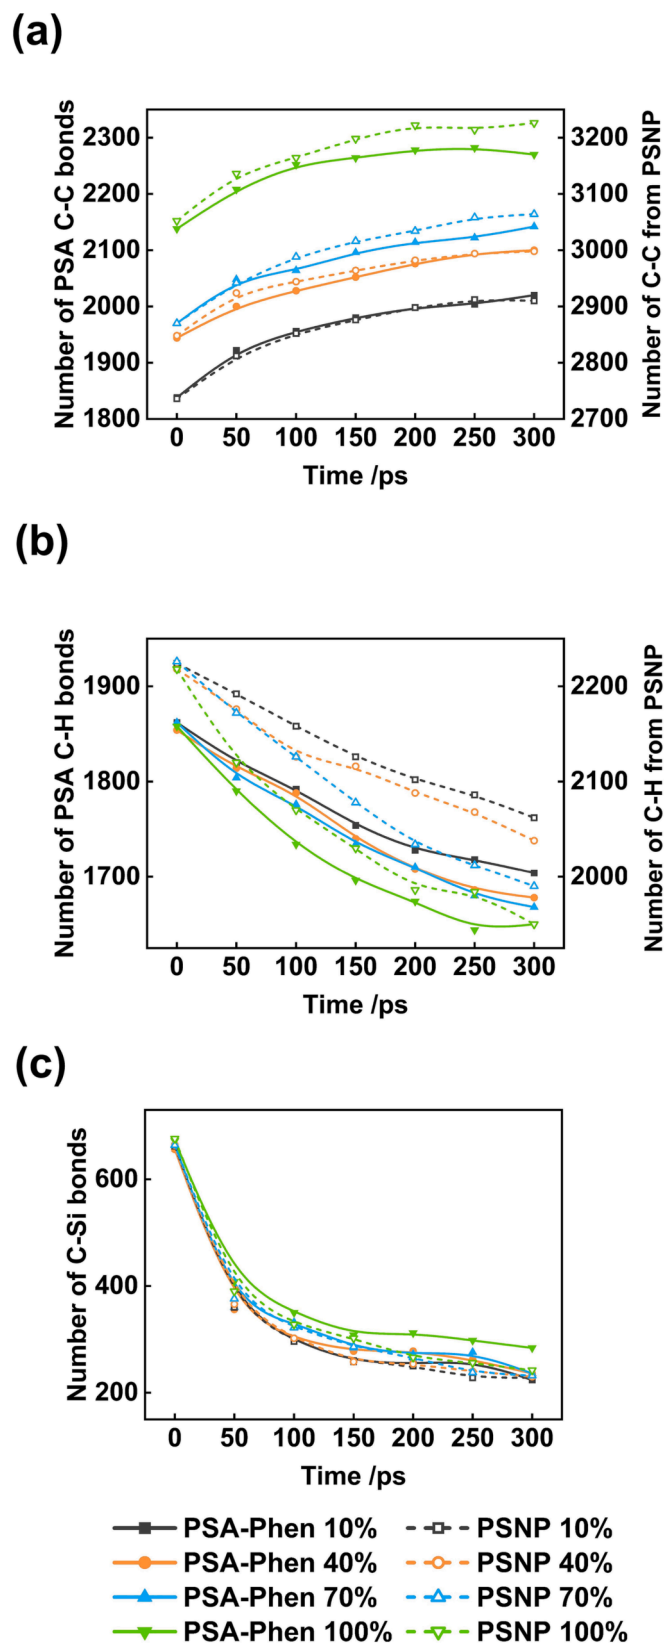 (a)
Number of PSA C-C bonds
2300
2200
2100
2000
1900
1800
3200
3100
3000
2900
2800
2700
Number of C-C from PSNP
0 50 100 150 200 250 300
Time /ps
(b)
Number of PSA C-H bonds
1900
1800
1700
2200
2100
2000
Number of C-H from PSNP
0 50 100 150 200 250 300
Time /ps
(c)
Number of C-Si bonds
600
400
200
0 50 100 150 200 250 300
Time /ps
PSA-Phen 10% PSNP 10%
PSA-Phen 40% PSNP 40%
PSA-Phen 70% PSNP 70%
PSA-Phen 100% PSNP 100%